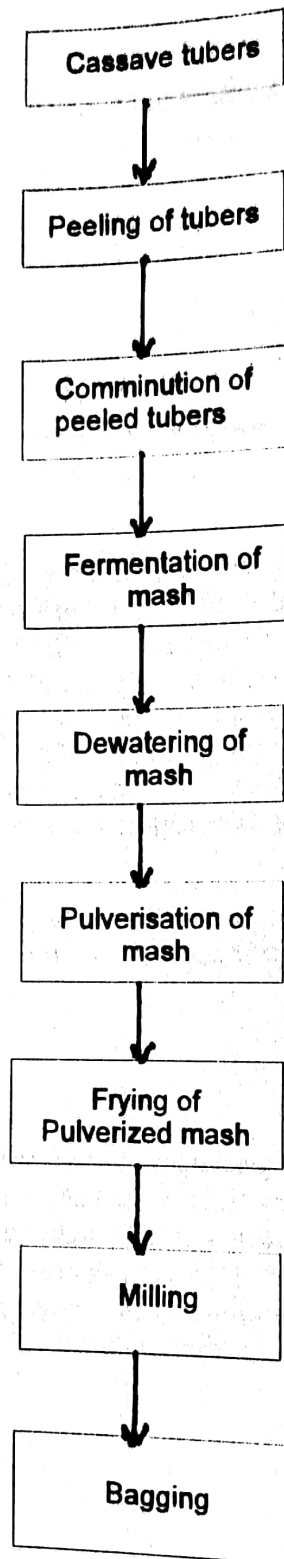 Cassave tubers
Peeling of tubers
Comminution of
peeled tubers
Fermentation of
mash
Dewatering of
mash
Pulverisation of
mash
Frying of
Pulverized mash
Milling
Bagging